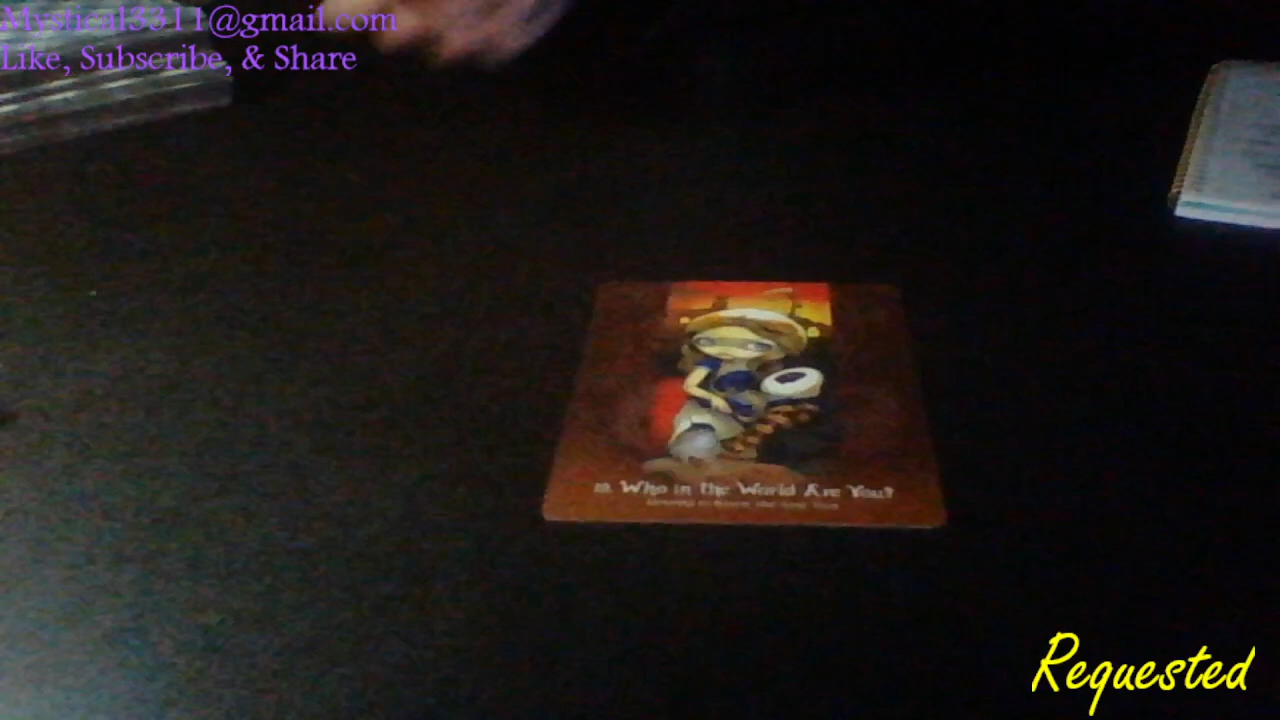 Mystical3311@gmail.com
Like, Subscribe, & Share
Who in the World Are You?
Requested